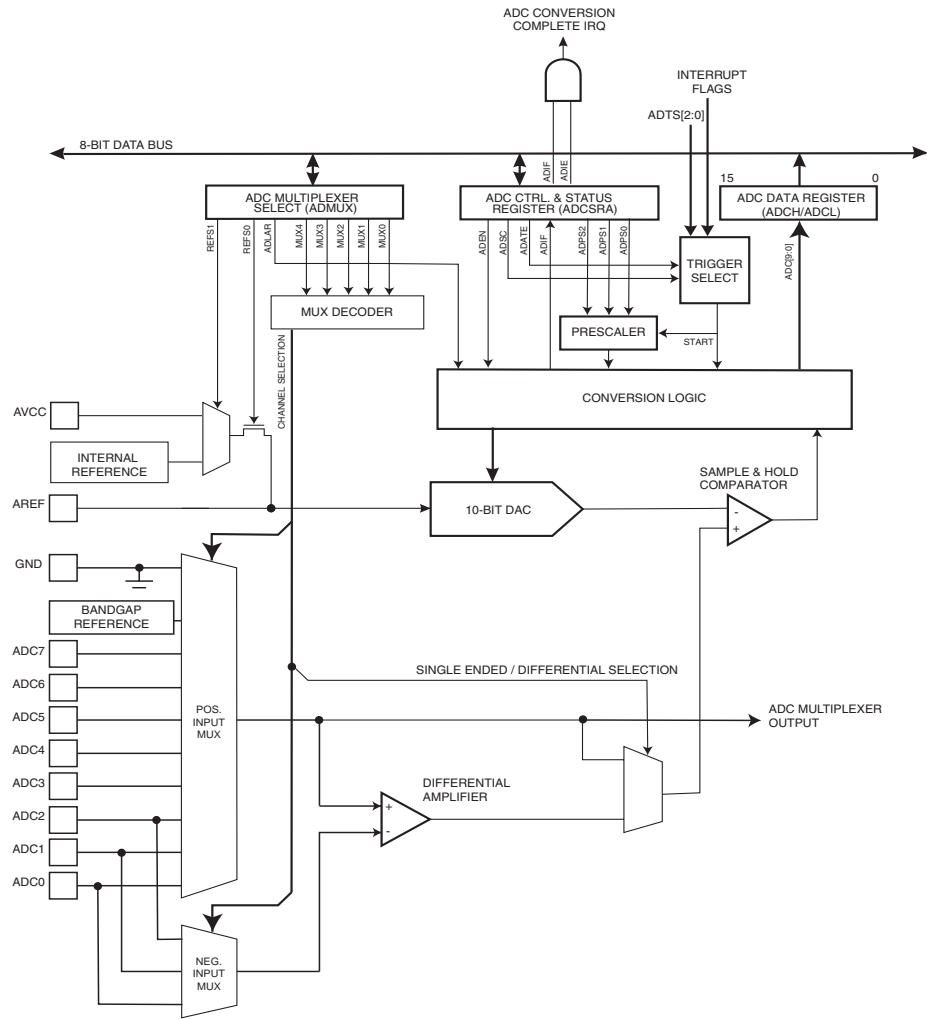 ADC CONVERSION
COMPLETE IRQ
INTERRUPT
FLAGS
ADTS[2:0]
8-BIT DATA BUS
ADIF
ADIE
15
0
ADC MULTIPLEXER
SELECT (ADMUX)
ADC CTRL. & STATUS
REGISTER (ADCSRA)
ADC DATA REGISTER
(ADCH/ADCL)
REFS1
REFS0
ADLAR
MUX4
MUX3
MUX2
MUX1
MUX0
ADEN
ADSC
ADATE
ADIF
ADPS2
ADPS1
ADPS0
TRIGGER
SELECT
ADC[9:0]
MUX DECODER
PRESCALER
START
CHANNEL SELECTION
CONVERSION LOGIC
AVCC
INTERNAL
REFERENCE
SAMPLE & HOLD
COMPARATOR
AREF
10-BIT DAC
-
+
GND
BANDGAP
REFERENCE
ADC7
SINGLE ENDED / DIFFERENTIAL SELECTION
ADC6
ADC5
POS.
INPUT
MUX
ADC MULTIPLEXER
OUTPUT
ADC4
ADC3
DIFFERENTIAL
AMPLIFIER
ADC2
+
-
ADC1
ADC0
NEG.
INPUT
MUX